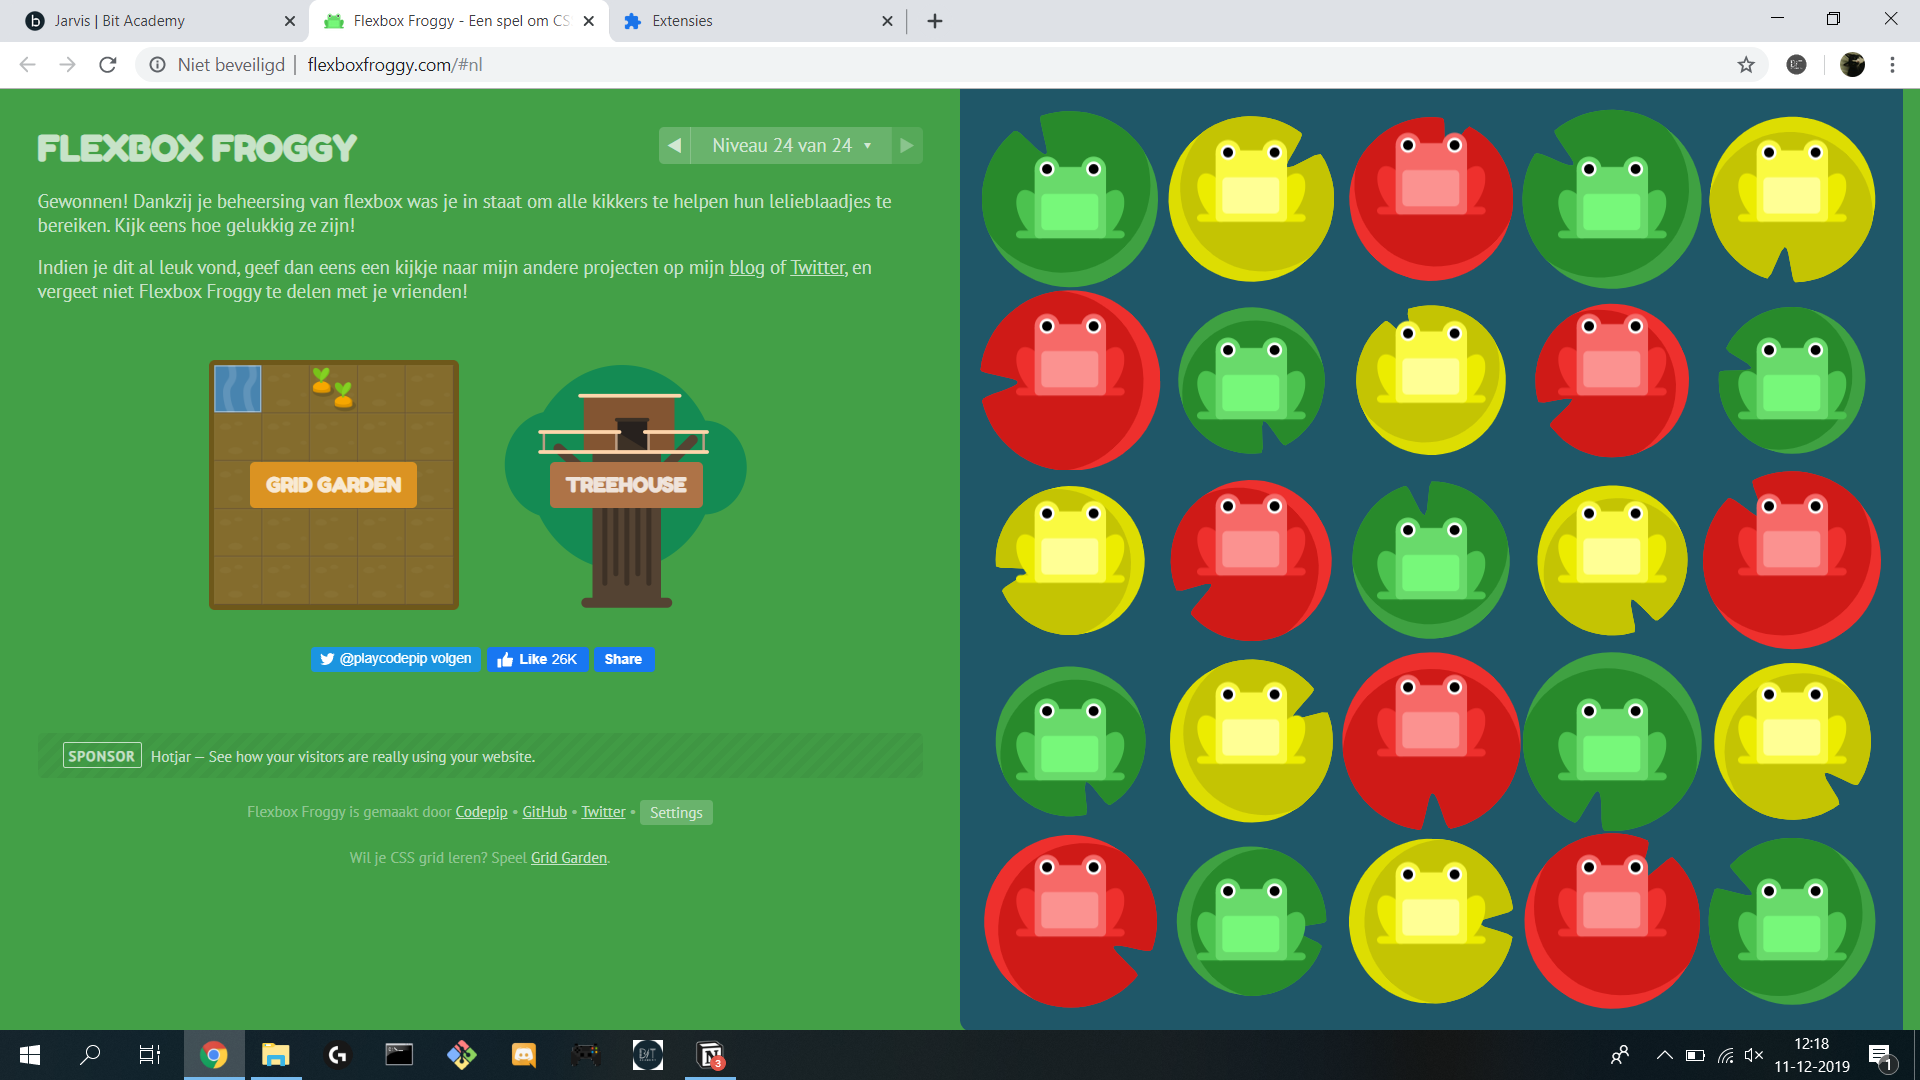 Jarvis | Bit Academy
Flexbox Froggy - Een spel om CS
Extensies
Niet beveiligd
flexboxfroggy.com/#nl
FLEXBOX FROGGY
Niveau 24 van 24
Gewonnen! Dankzij je beheersing van flexbox was je in staat om alle kikkers te helpen hun lelieblaadjes te
bereiken. Kijk eens hoe gelukkig ze zijn!
Indien je dit al leuk vond, geef dan eens een kijkje naar mijn andere projecten op mijn blog of Twitter, en
vergeet niet Flexbox Froggy te delen met je vrienden!
GRID GARDEN
TREEHOUSE
@playcodepip volgen
Like 26K
Share
SPONSOR Hotjar — See how your visitors are really using your website.
Flexbox Froggy is gemaakt door Codepip • GitHub • Twitter • Settings
Wil je CSS grid leren? Speel Grid Garden.
BIT
3
12:18
11-12-2019
1